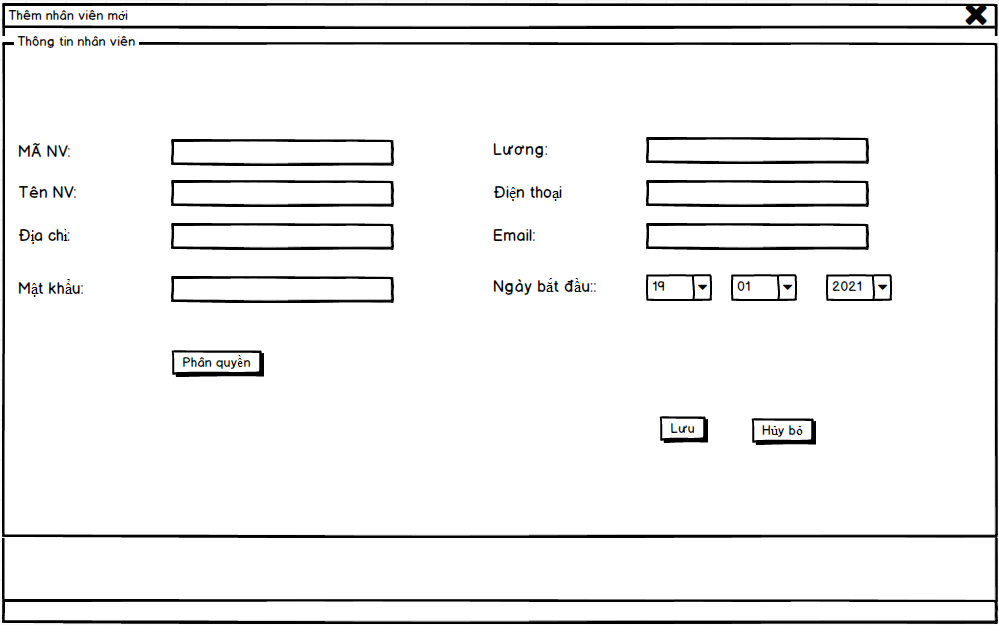 Thêm nhân viên mới
Thông tin nhân viên
MÃ NV:
Lương:
Tên NV:
Điện thoại
Địa chỉ:
Email:
Mật khẩu:
Ngày bắt đầu::
19
01
2021
Phân quyền
Lưu
Hủy bỏ